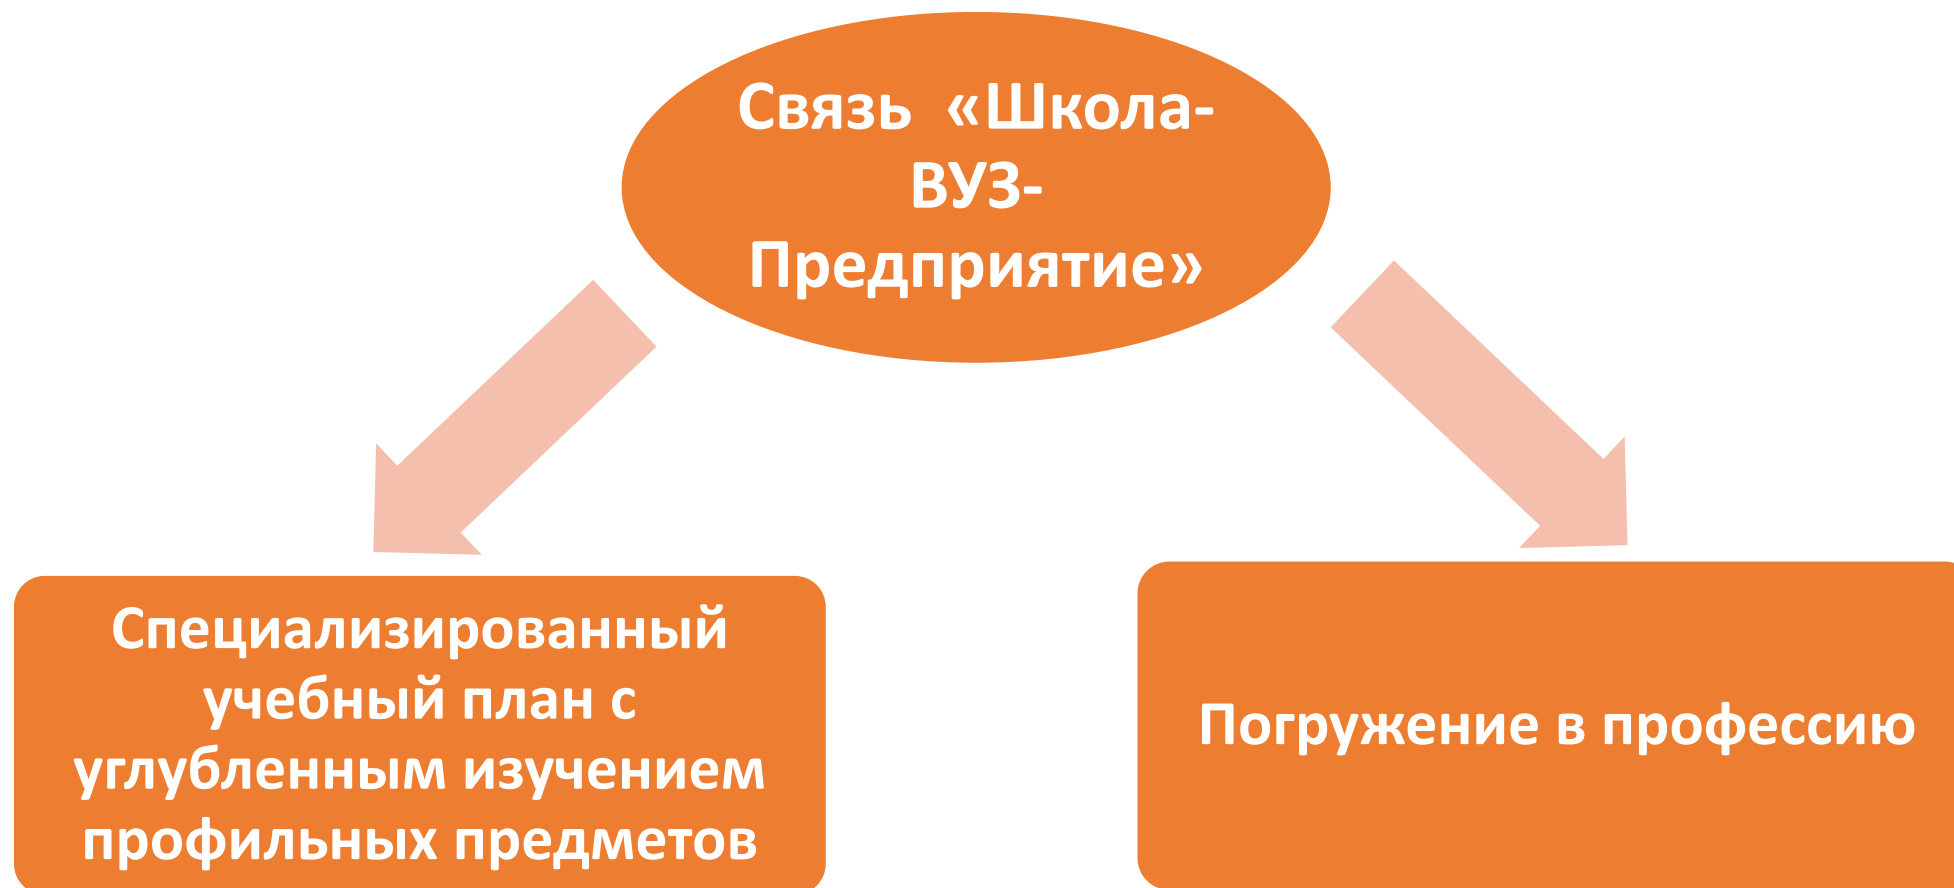 Связь «Школа-
ВУЗ-
Предприятие»
Специализированный
учебный план с
углубленным изучением
профильных предметов
Погружение в профессию